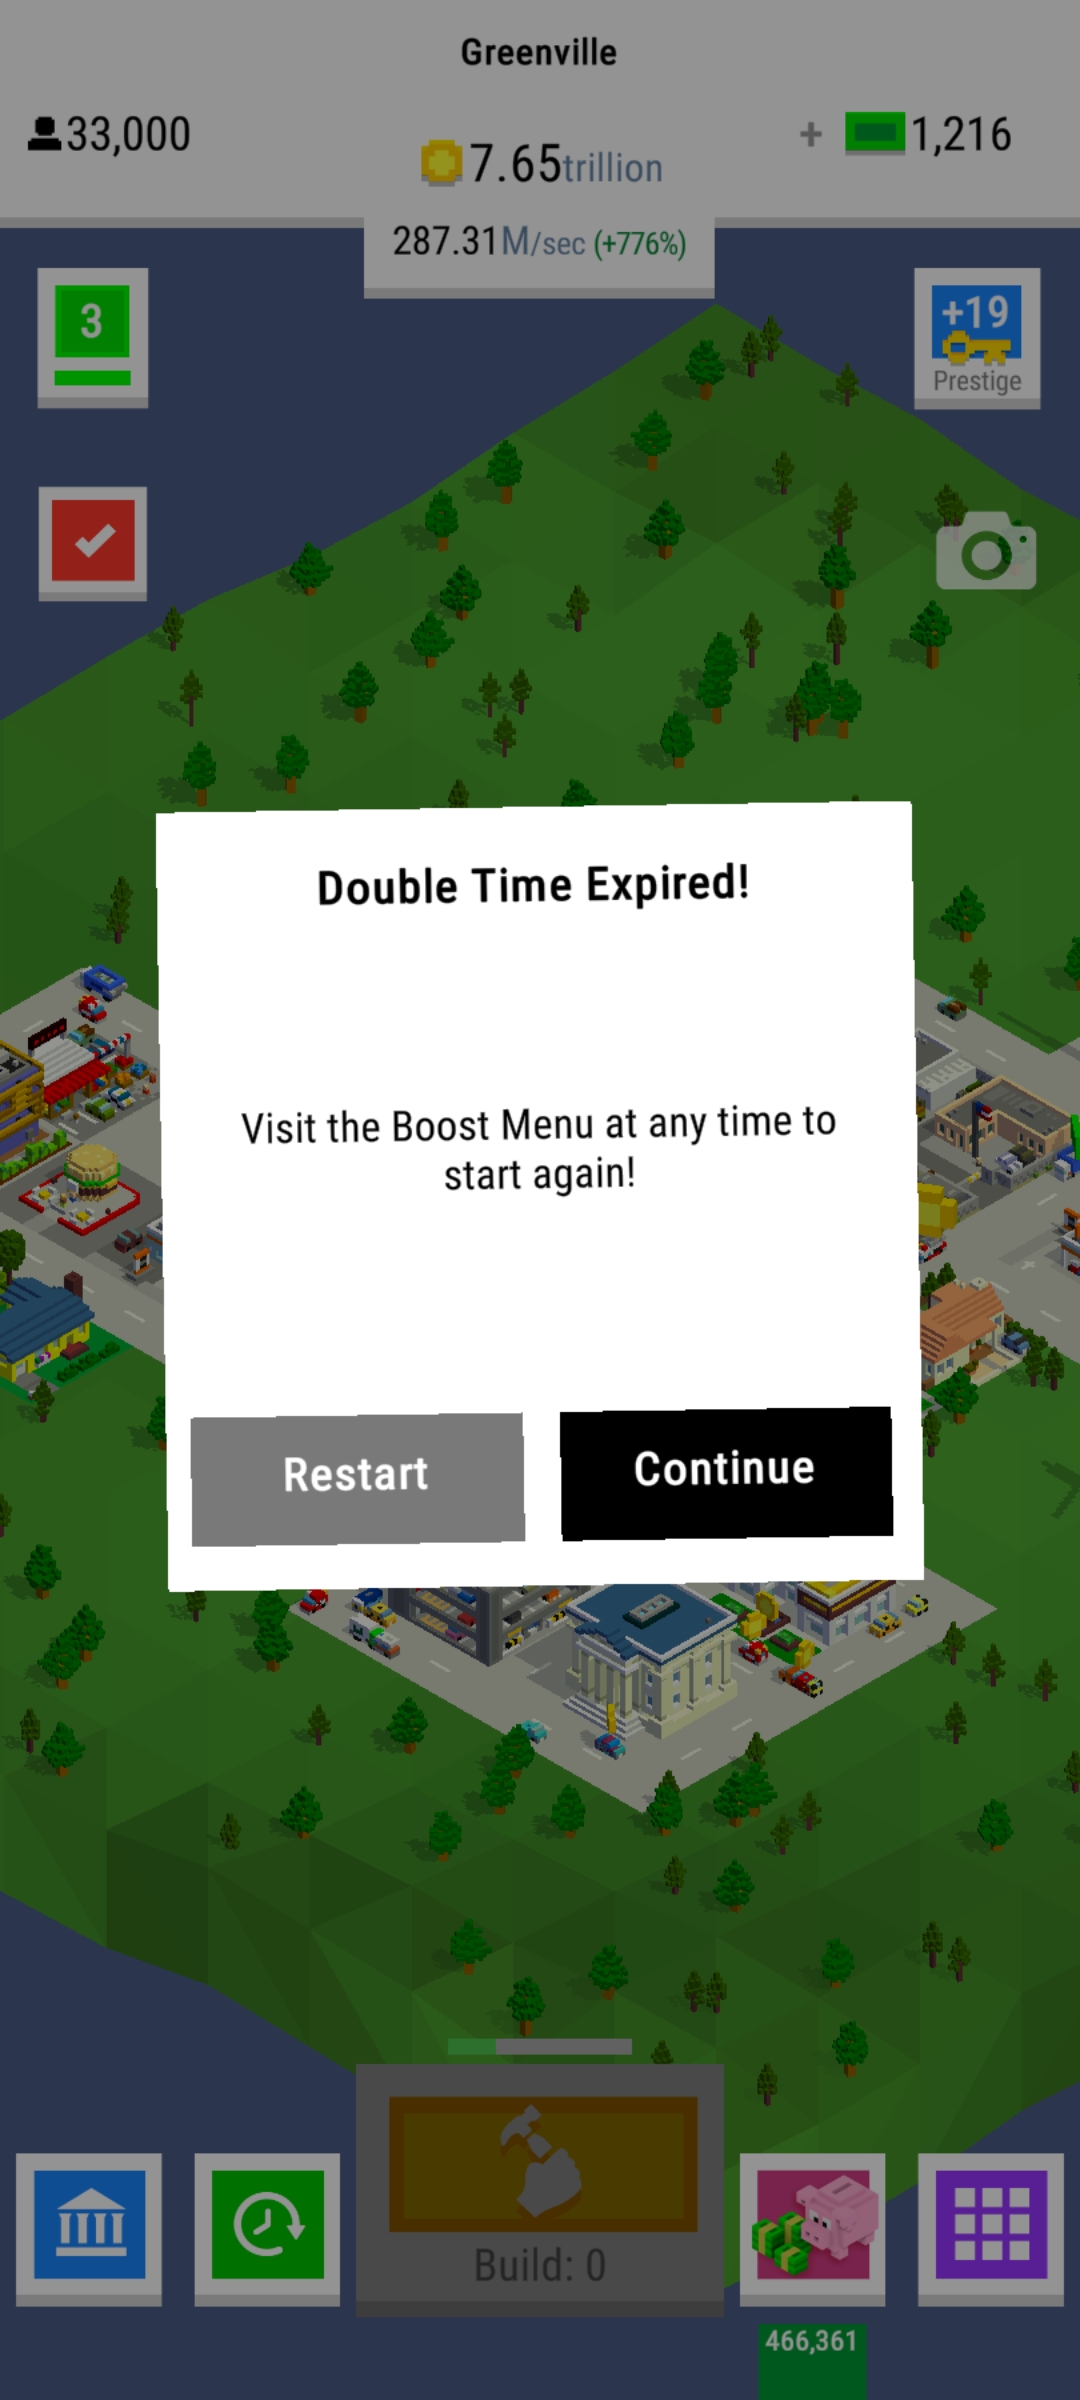 Greenville
33,000
7.65trillion
+ 1,216
287.31M/sec (+776%)
3
+19
Prestige
Double Time Expired!
Visit the Boost Menu at any time to
start again!
Restart
Continue
Build: 0
466,361